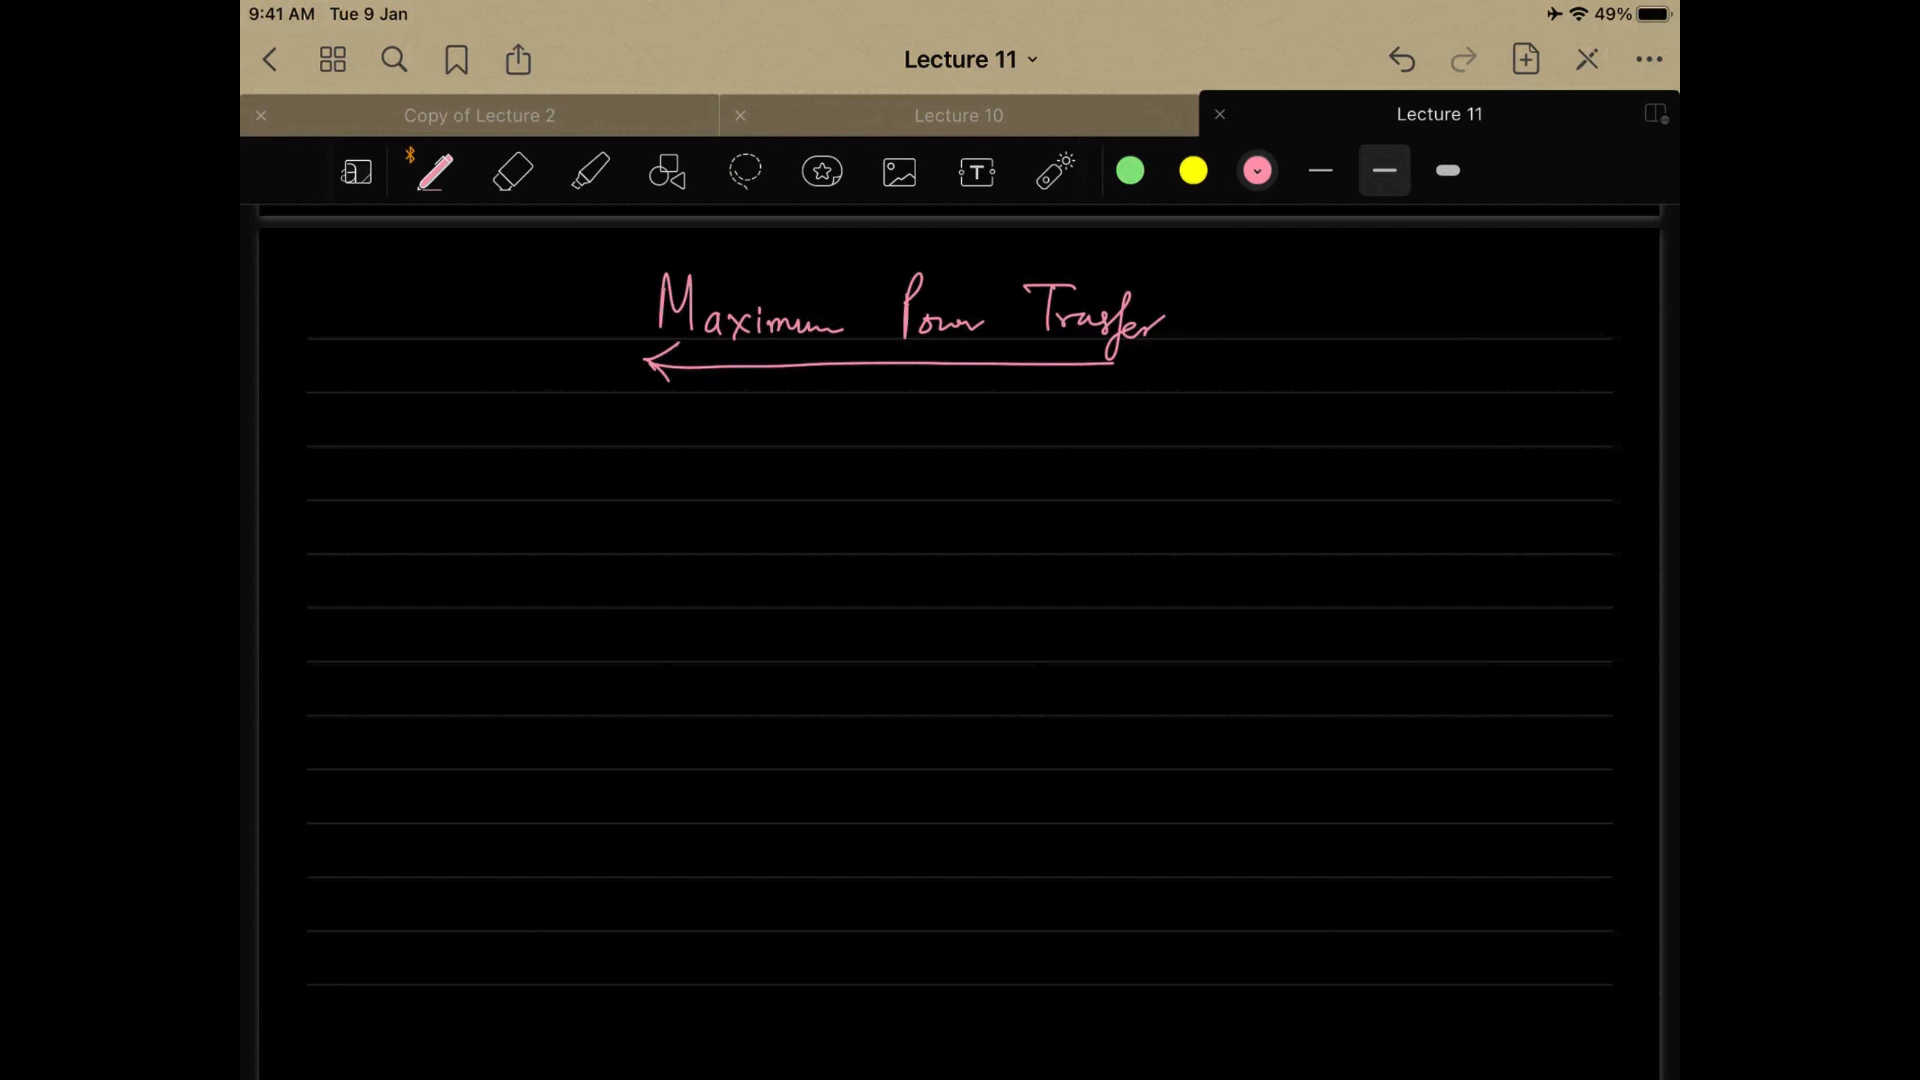 9:41 AM Tue 9 Jan 49%
Lecture 11
Copy of Lecture 2 Lecture 10 Lecture 11
T
Maximum Power Trasfer